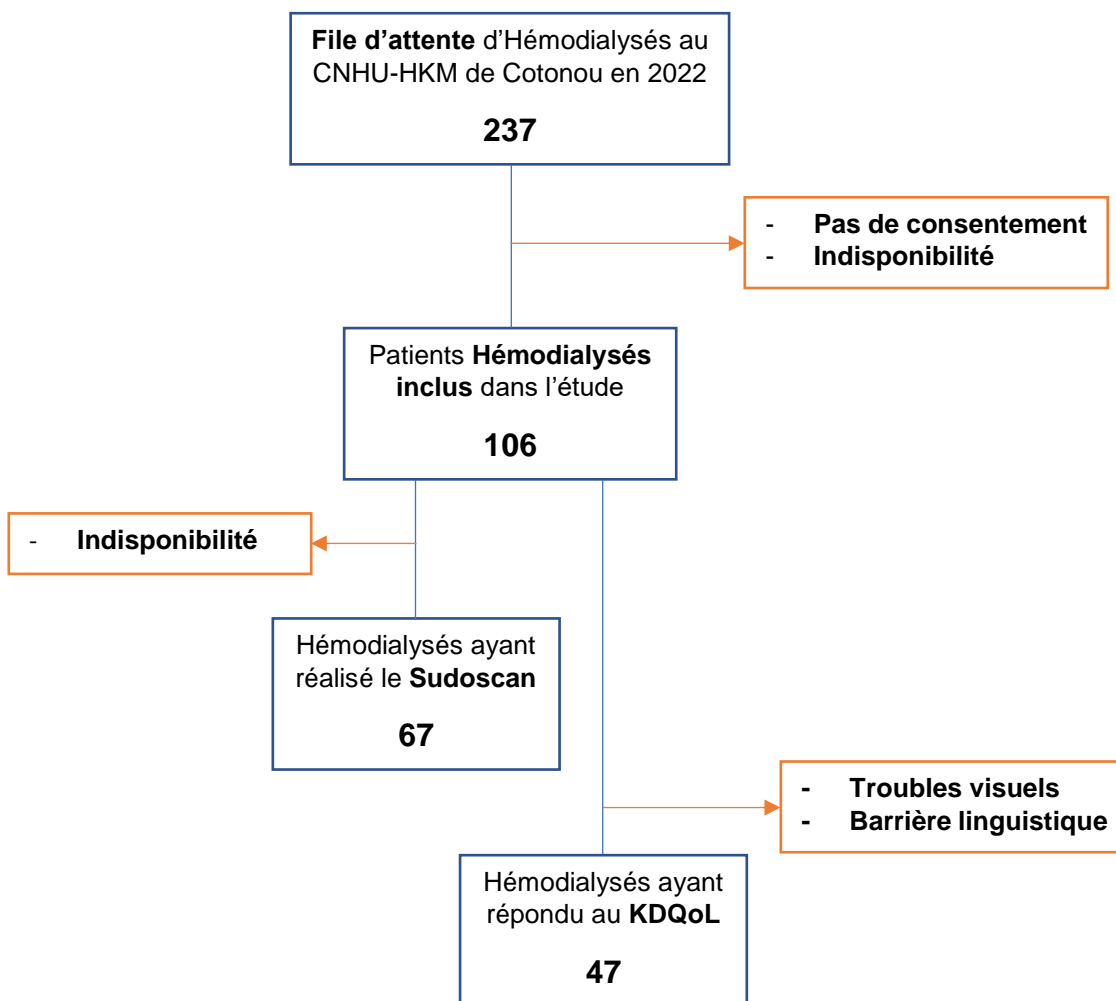 File d’attente d’Hémodialysés au
CNHU-HKM de Cotonou en 2022
237
- Pas de consentement
- Indisponibilité
Patients Hémodialysés
inclus dans l’étude
106
- Indisponibilité
Hémodialysés ayant
réalisé le Sudoscan
67
- Troubles visuels
- Barrière linguistique
Hémodialysés ayant
répondu au KDQoL
47